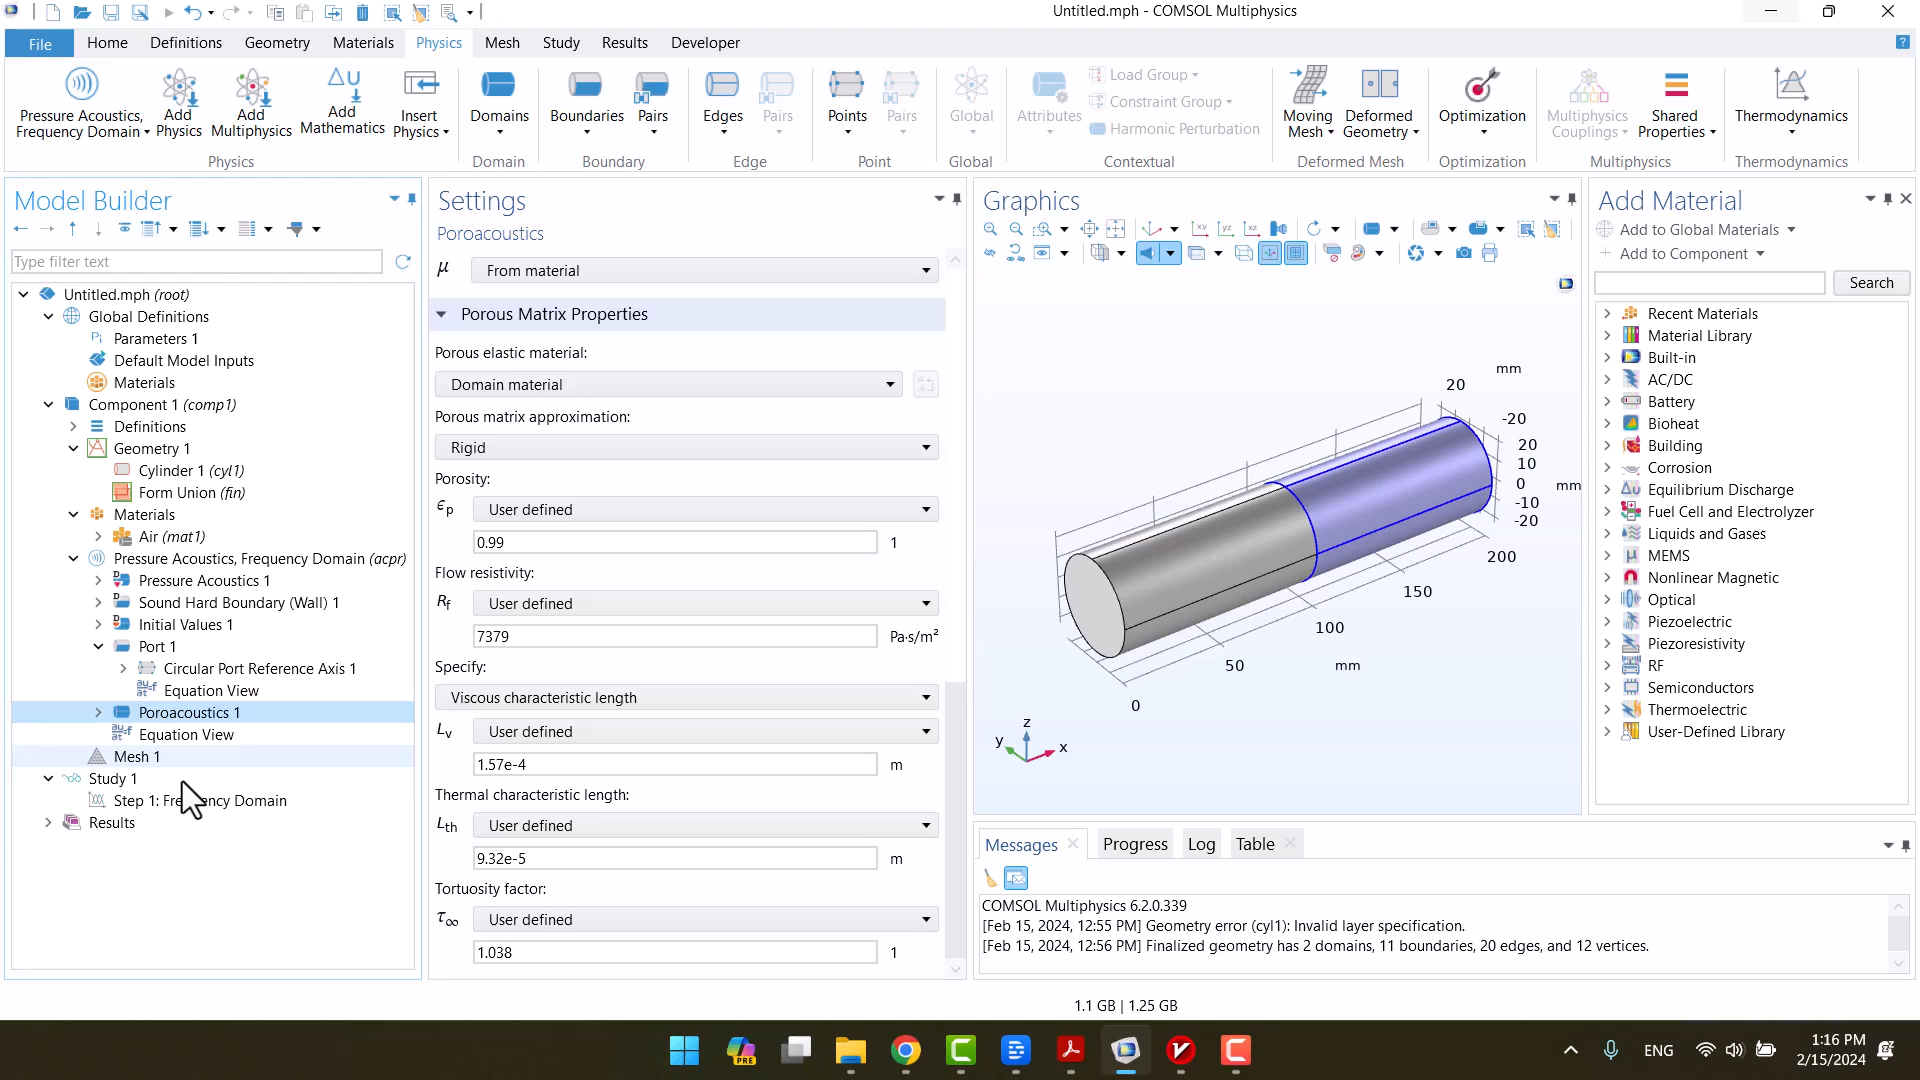 Untitled.mph - COMSOL Multiphysics
File Home Definitions Geometry Materials Physics Mesh Study Results Developer
Pressure Acoustics, Frequency Domain
Add Physics
Add Multiphysics
Add Mathematics
Insert Physics
Domains
Boundaries
Pairs
Edges
Pairs
Points
Pairs
Global
Attributes
Load Group
Constraint Group
Harmonic Perturbation
Moving Mesh
Deformed Geometry
Optimization
Multiphysics Couplings
Shared Properties
Thermodynamics
Physics Domain Boundary Edge Point Global Contextual Deformed Mesh Optimization Multiphysics Thermodynamics
Model Builder
Type filter text
Untitled.mph (root)
Global Definitions
Pi Parameters 1
Default Model Inputs
Materials
Component 1 (comp1)
Definitions
Geometry 1
Cylinder 1 (cyl1)
Form Union (fin)
Materials
Air (mat1)
Pressure Acoustics, Frequency Domain (acpr)
Pressure Acoustics 1
Sound Hard Boundary (Wall) 1
Initial Values 1
Port 1
Circular Port Reference Axis 1
Equation View
Poroacoustics 1
Equation View
Mesh 1
Study 1
Step 1: Fre ency Domain
Results
Settings
Poroacoustics
μ From material
Porous Matrix Properties
Porous elastic material:
Domain material
Porous matrix approximation:
Rigid
Porosity:
ϵp User defined
0.99 1
Flow resistivity:
Rf User defined
7379 Pa·s/m²
Specify:
Viscous characteristic length
Lv User defined
1.57e-4 m
Thermal characteristic length:
Lth User defined
9.32e-5 m
Tortuosity factor:
τ∞ User defined
1.038 1
Graphics
mm
20
-20
20
10
0
mm
-10
-20
200
150
100
mm
50
0
z
y
x
Messages Progress Log Table
COMSOL Multiphysics 6.2.0.339
[Feb 15, 2024, 12:55 PM] Geometry error (cyl1): Invalid layer specification.
[Feb 15, 2024, 12:56 PM] Finalized geometry has 2 domains, 11 boundaries, 20 edges, and 12 vertices.
Add Material
Add to Global Materials
Add to Component
Search
Recent Materials
Material Library
Built-in
AC/DC
Battery
Bioheat
Building
Corrosion
Equilibrium Discharge
Fuel Cell and Electrolyzer
Liquids and Gases
MEMS
Nonlinear Magnetic
Optical
Piezoelectric
Piezoresistivity
RF
Semiconductors
Thermoelectric
User-Defined Library
1.1 GB | 1.25 GB
PRE
ENG
1:16 PM
2/15/2024